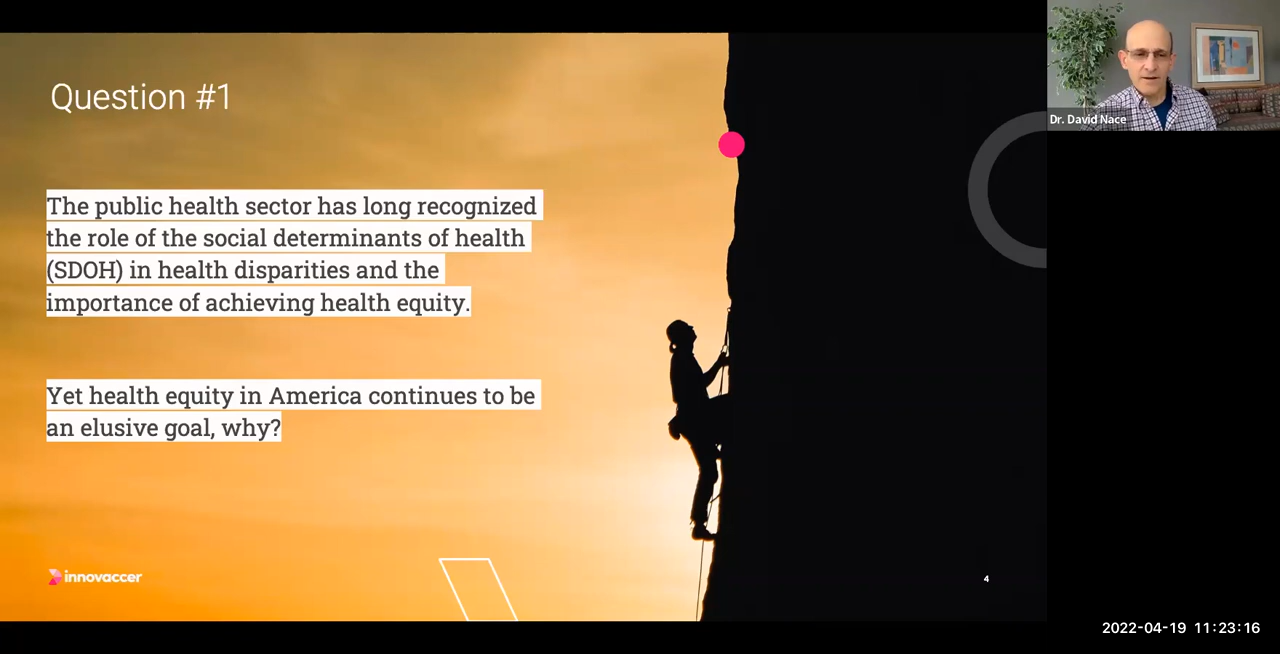 Question #1
The public health sector has long recognized
the role of the social determinants of health
(SDOH) in health disparities and the
importance of achieving health equity.
Yet health equity in America continues to be
an elusive goal, why?
innovaccer
4
Dr. David Nace
2022-04-19 11:23:16